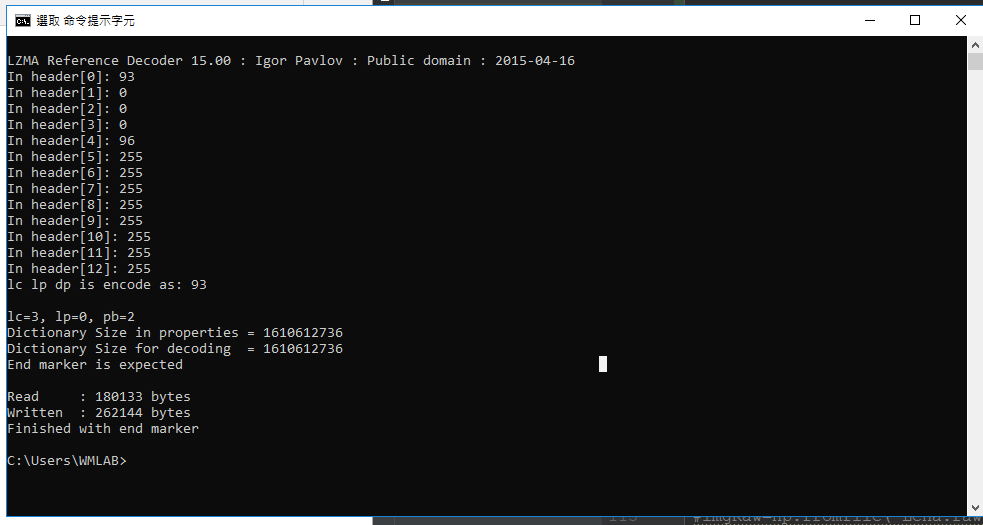 選取 命令提示字元
LZMA Reference Decoder 15.00 : Igor Pavlov : Public domain : 2015-04-16
In header[0]: 93
In header[1]: 0
In header[2]: 0
In header[3]: 0
In header[4]: 96
In header[5]: 255
In header[6]: 255
In header[7]: 255
In header[8]: 255
In header[9]: 255
In header[10]: 255
In header[11]: 255
In header[12]: 255
lc lp dp is encode as: 93
lc=3, lp=0, pb=2
Dictionary Size in properties = 1610612736
Dictionary Size for decoding  = 1610612736
End marker is expected
Read     : 180133 bytes
Written  : 262144 bytes
Finished with end marker
C:\Users\WMLAB>